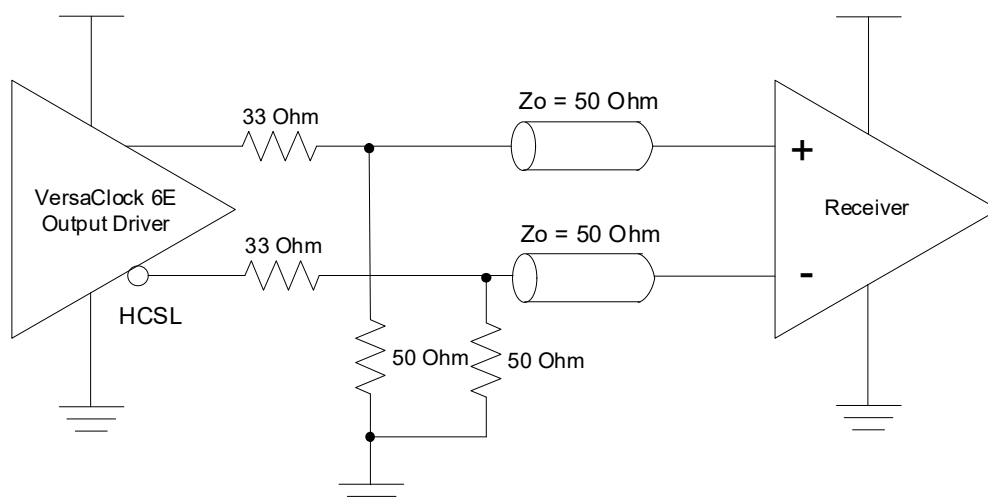 Zo = 50 Ohm
33 Ohm
+
VersaClock 6E
Output Driver
Receiver
33 Ohm
Zo = 50 Ohm
-
HCSL
50 Ohm
50 Ohm